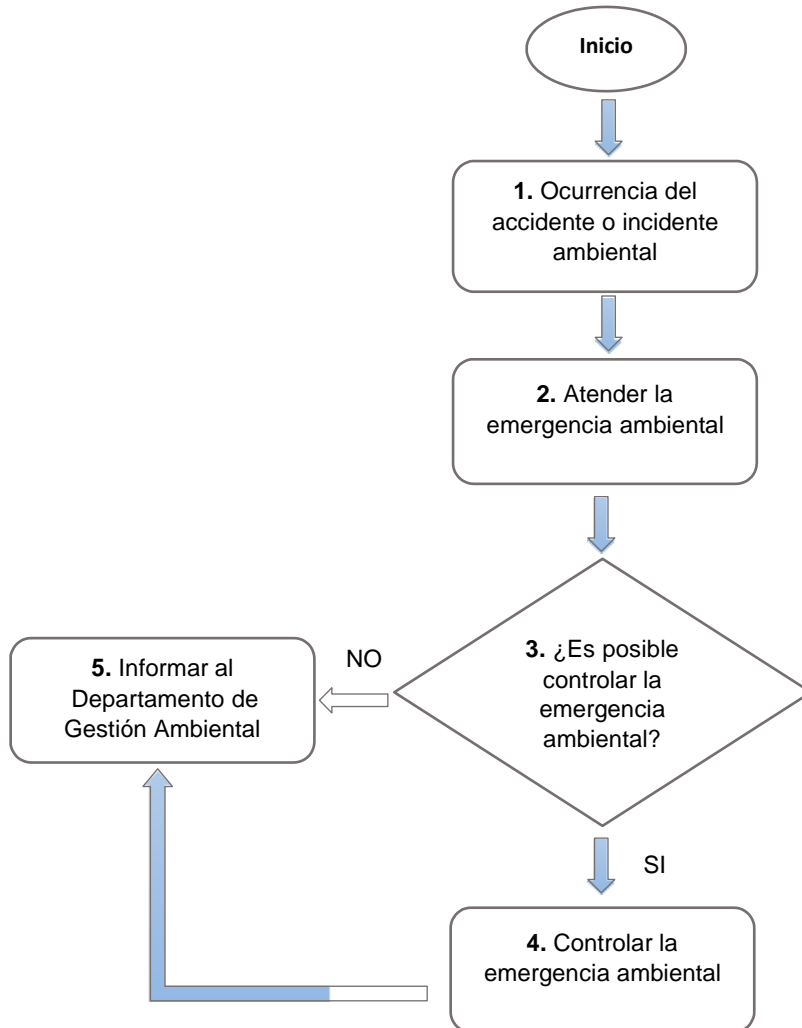 Inicio
1. Ocurrencia del
accidente o incidente
ambiental
2. Atender la
emergencia ambiental
3. ¿Es posible
controlar la
emergencia
ambiental?
NO
5. Informar al
Departamento de
Gestión Ambiental
SI
4. Controlar la
emergencia ambiental